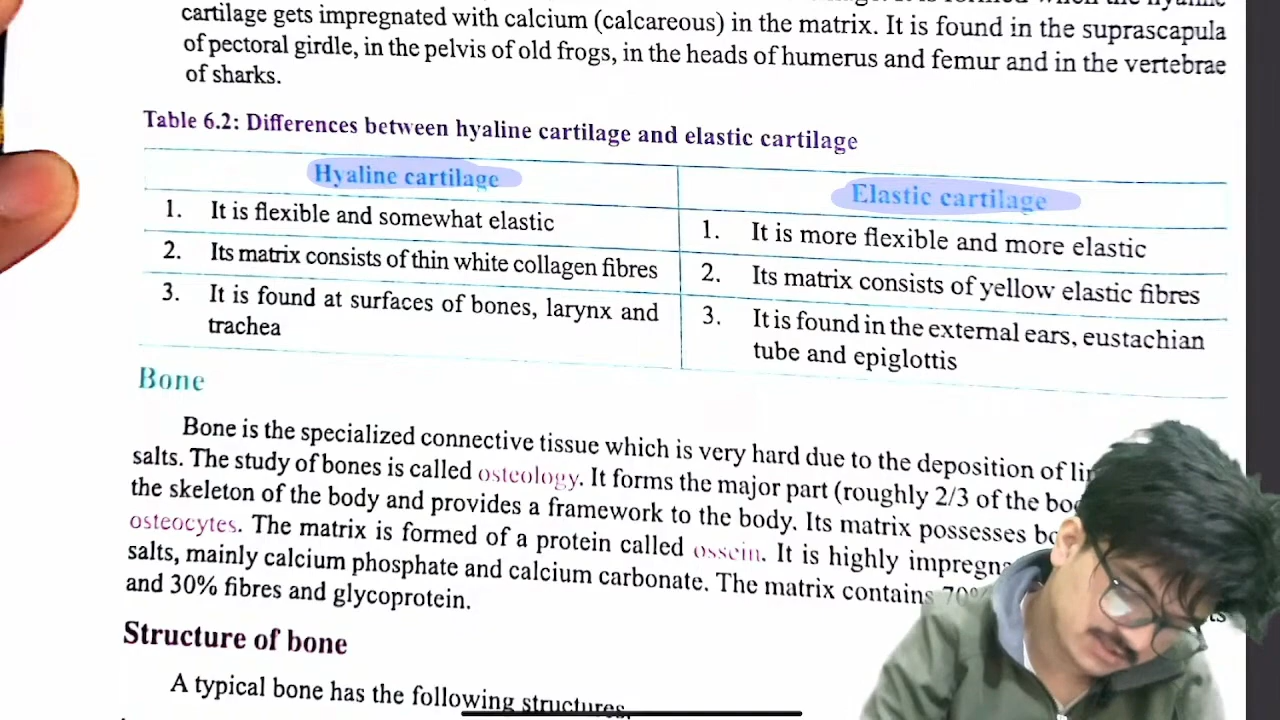 cartilage gets impregnated with calcium (calcareous) in the matrix. It is found in the suprascapula
of pectoral girdle, in the pelvis of old frogs, in the heads of humerus and femur and in the vertebrae
of sharks.
Table 6.2: Differences between hyaline cartilage and elastic cartilage
Hyaline cartilage
Elastic cartilage
1. It is flexible and somewhat elastic
1. It is more flexible and more elastic
2. Its matrix consists of thin white collagen fibres
2. Its matrix consists of yellow elastic fibres
3. It is found at surfaces of bones, larynx and
trachea
3. It is found in the external ears, eustachian
tube and epiglottis
Bone
Bone is the specialized connective tissue which is very hard due to the deposition of
salts. The study of bones is called osteology. It forms the major part (roughly 2/3 of the
the skeleton of the body and provides a framework to the body. Its matrix possesses
osteocytes. The matrix is formed of a protein called ossein. It is highly
salts, mainly calcium phosphate and calcium carbonate. The matrix contains
and 30% fibres and glycoprotein.
Structure of bone
A typical bone has the following structures.